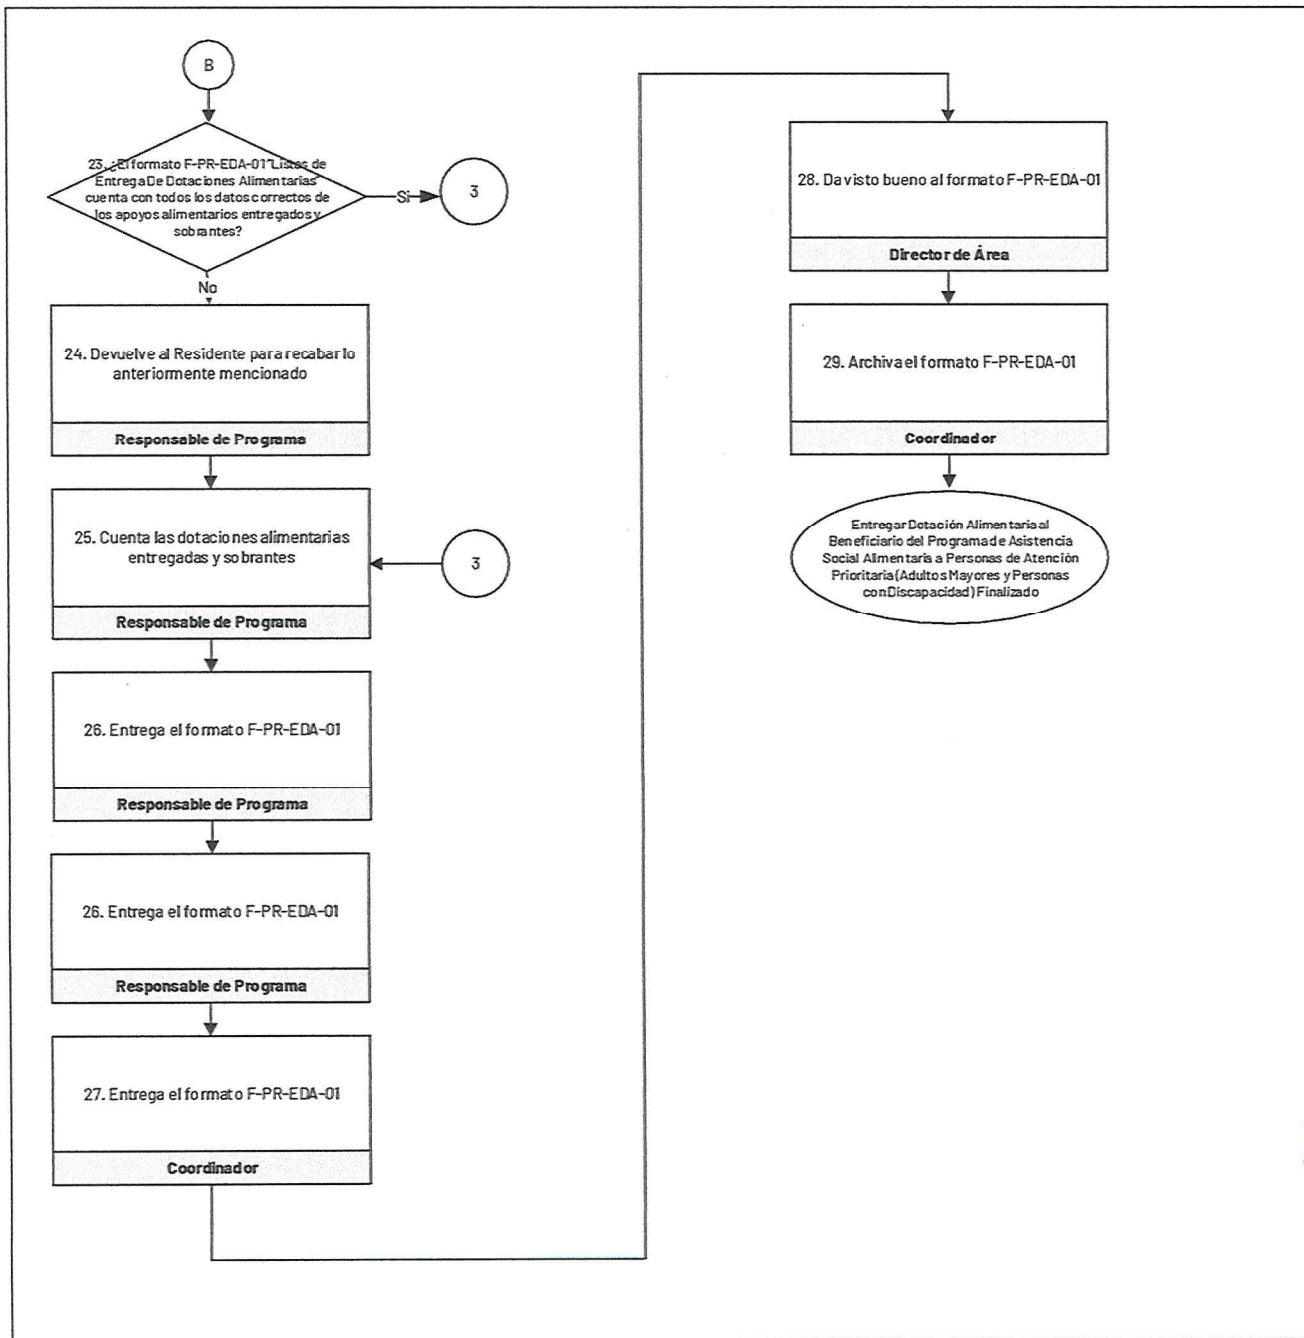 B
23. ¿El formato F-PR-EDA-01"Listas de
Entrega De Dotaciones Alimentarias"
cuenta con todos los datos correctos de
los apoyos alimentarios entregados y
sobrantes?
Si
3
No
24. Devuelve al Residente para recabar lo
anteriormente mencionado
Responsable de Programa
25. Cuenta las dotaciones alimentarias
entregadas y sobrantes
Responsable de Programa
3
26. Entrega el formato F-PR-EDA-01
Responsable de Programa
26. Entrega el formato F-PR-EDA-01
Responsable de Programa
27. Entrega el formato F-PR-EDA-01
Coordinador
28. Da visto bueno al formato F-PR-EDA-01
Director de Área
29. Archiva el formato F-PR-EDA-01
Coordinador
Entregar Dotación Alimentaria al
Beneficiario del Programa de Asistencia
Social Alimentaria a Personas de Atención
Prioritaria (Adultos Mayores y Personas
con Discapacidad) Finalizado